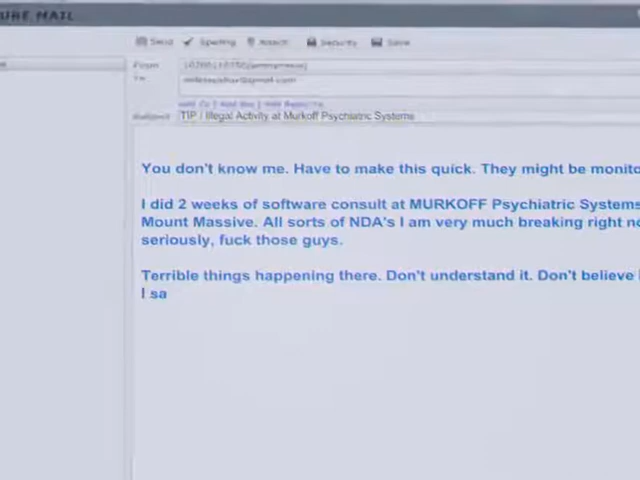 URE MAIL
Send Spelling Attach Security Save
From
To
Subject TIP / Illegal Activity at Murkoff Psychiatric Systems
You don't know me. Have to make this quick. They might be monito
I did 2 weeks of software consult at MURKOFF Psychiatric Systems
Mount Massive. All sorts of NDA's I am very much breaking right no
seriously, fuck those guys.
Terrible things happening there. Don't understand it. Don't believe
I sa